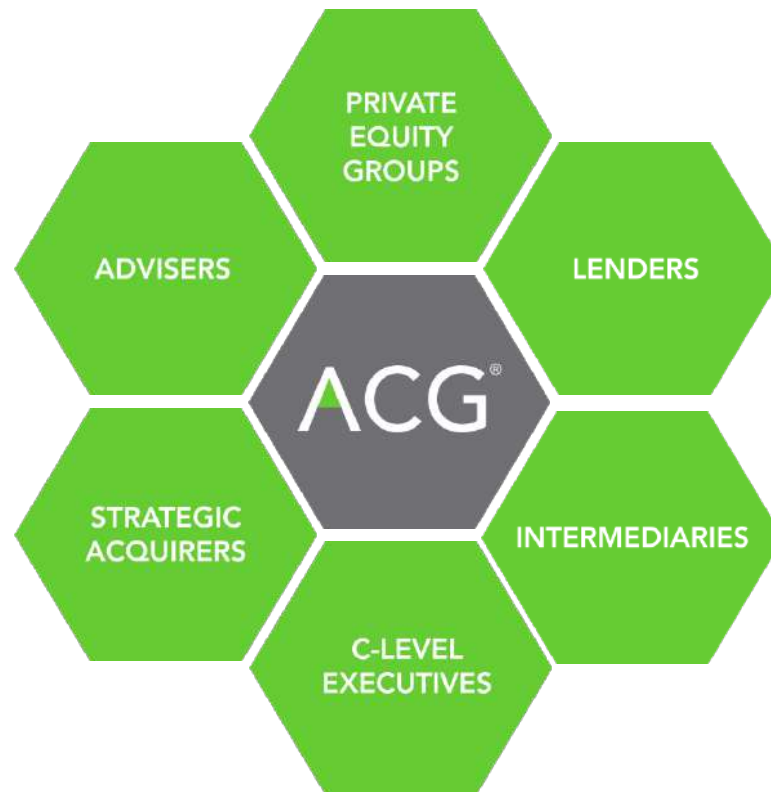 PRIVATE
EQUITY
GROUPS
ADVISERS
LENDERS
ACG®
STRATEGIC
ACQUIRERS
INTERMEDIARIES
C-LEVEL
EXECUTIVES